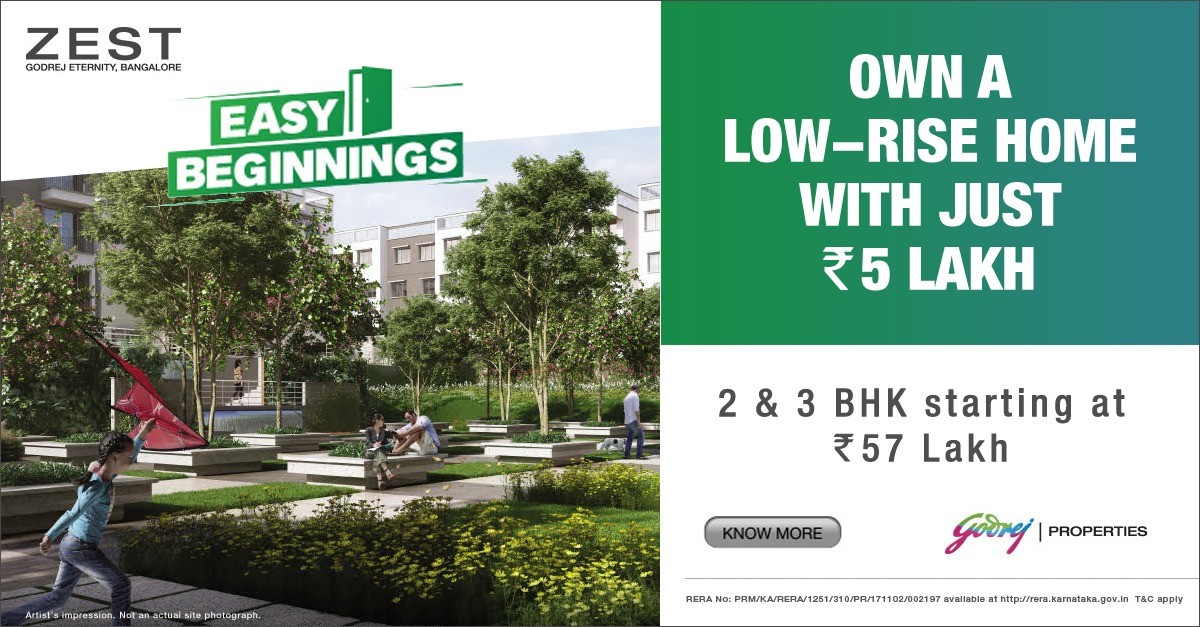 ZEST
GODREJ ETERNITY, BANGALORE
EASY
BEGINNINGS
OWN A
LOW–RISE HOME
WITH JUST
₹5 LAKH
2 & 3 BHK starting at
₹57 Lakh
KNOW MORE
Godrej | PROPERTIES
RERA No: PRM/KA/RERA/1251/310/PR/171102/002197 available at http://rera.karnataka.gov.in T&C apply
Artist's impression. Not an actual site photograph.